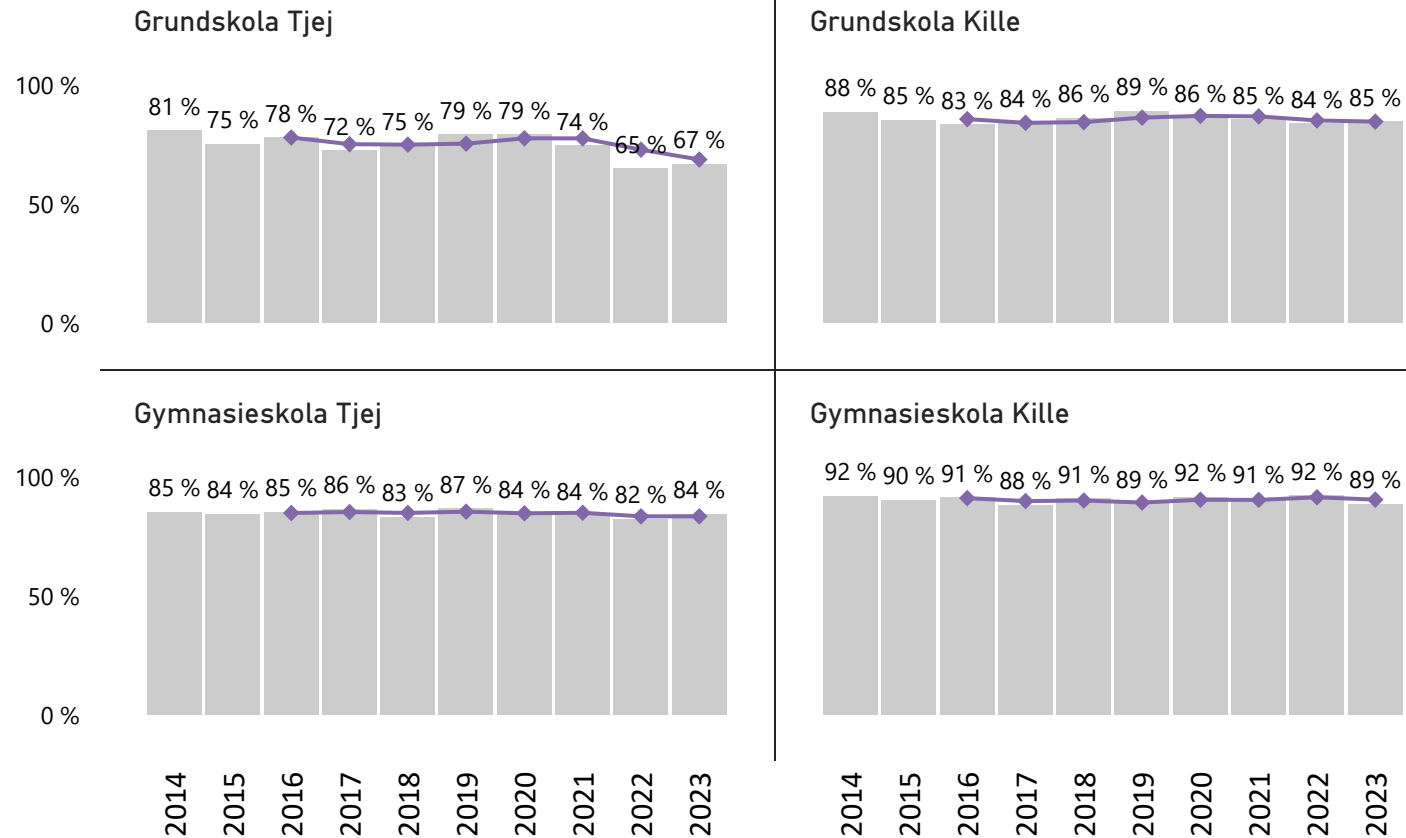 Grundskola Tjej
100 %
50 %
0 %
81 % 75 % 78 % 72 % 75 % 79 % 79 % 74 % 65 % 67 %
Grundskola Kille
88 % 85 % 83 % 84 % 86 % 89 % 86 % 85 % 84 % 85 %
Gymnasieskola Tjej
100 %
50 %
0 %
85 % 84 % 85 % 86 % 83 % 87 % 84 % 84 % 82 % 84 %
2014 2015 2016 2017 2018 2019 2020 2021 2022 2023
Gymnasieskola Kille
92 % 90 % 91 % 88 % 91 % 89 % 92 % 91 % 92 % 89 %
2014 2015 2016 2017 2018 2019 2020 2021 2022 2023